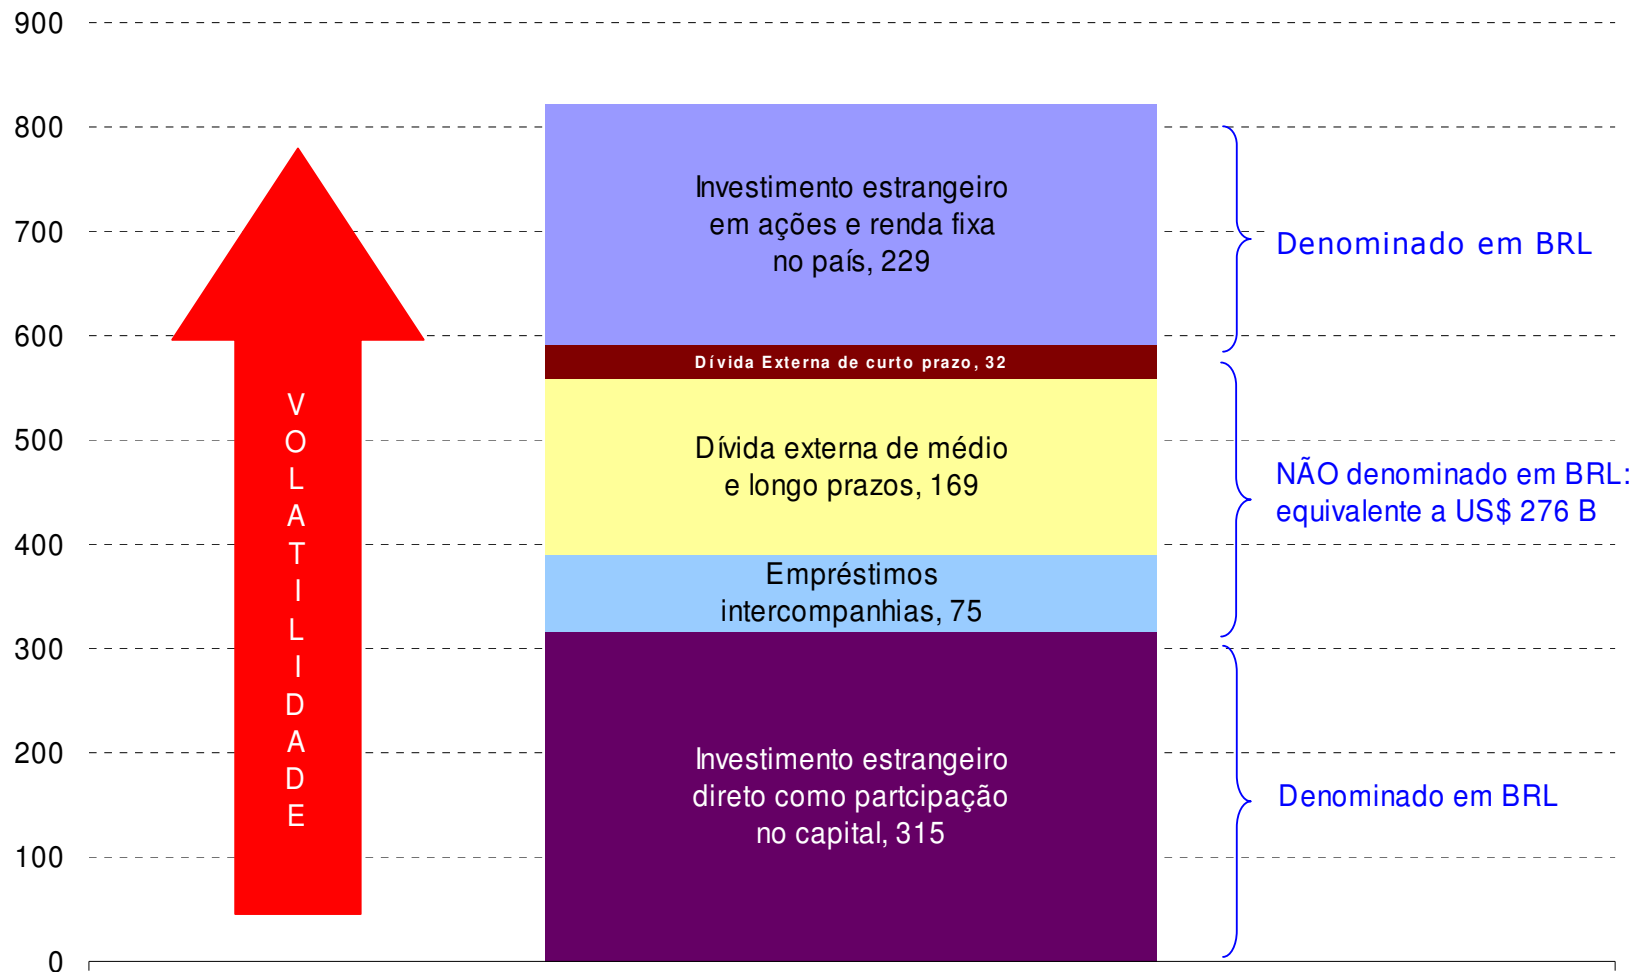 900
800
700
600
500
400
300
200
100
0
V
O
L
A
T
I
L
I
D
A
D
E
Investimento estrangeiro
em ações e renda fixa
no país, 229
Dívida Externa de curto prazo, 32
Dívida externa de médio
e longo prazos, 169
Empréstimos
intercompanhias, 75
Investimento estrangeiro
direto como partcipação
no capital, 315
Denominado em BRL
NÃO denominado em BRL:
equivalente a US$ 276 B
Denominado em BRL